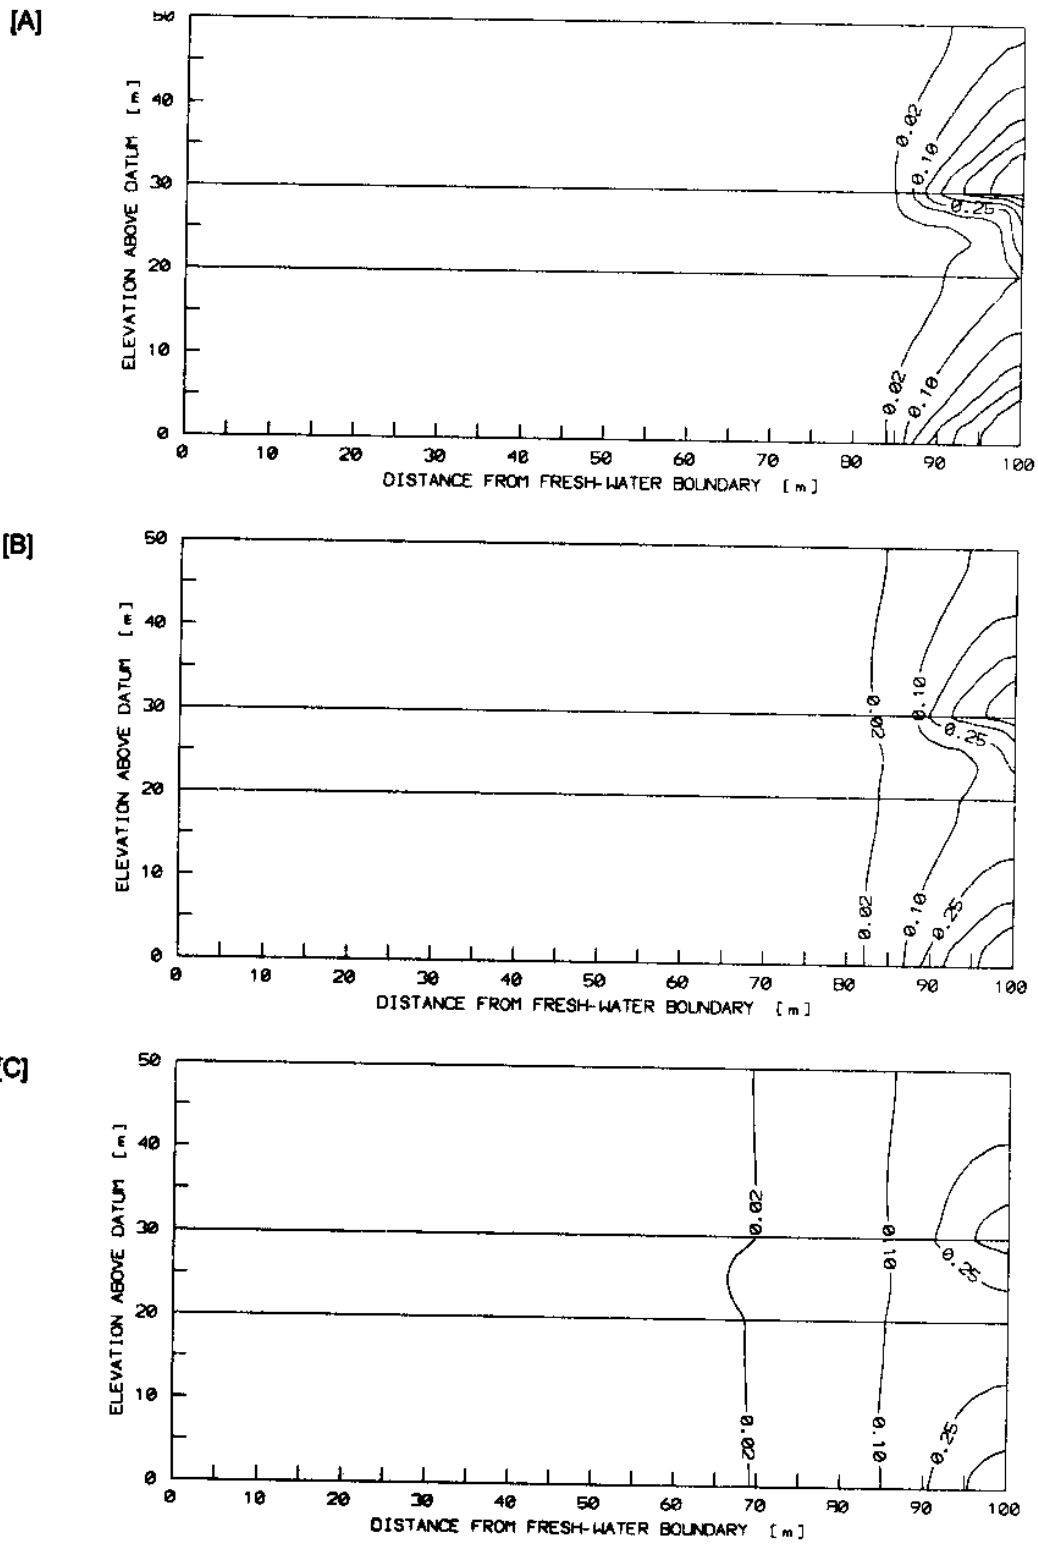 [A]
50
40
30
20
10
0
ELEVATION ABOVE DATUM [m]
0.02
0.10
0.25
0.02
0.10
0 10 20 30 40 50 60 70 80 90 100
DISTANCE FROM FRESH-WATER BOUNDARY [m]
[B]
50
40
30
20
10
0
ELEVATION ABOVE DATUM [m]
0.02
0.10
0.25
0.02
0.10
0.25
0 10 20 30 40 50 60 70 80 90 100
DISTANCE FROM FRESH-WATER BOUNDARY [m]
[C]
50
40
30
20
10
0
ELEVATION ABOVE DATUM [m]
0.02
0.10
0.25
0.02
0.10
0.25
0 10 20 30 40 50 60 70 80 90 100
DISTANCE FROM FRESH-WATER BOUNDARY [m]